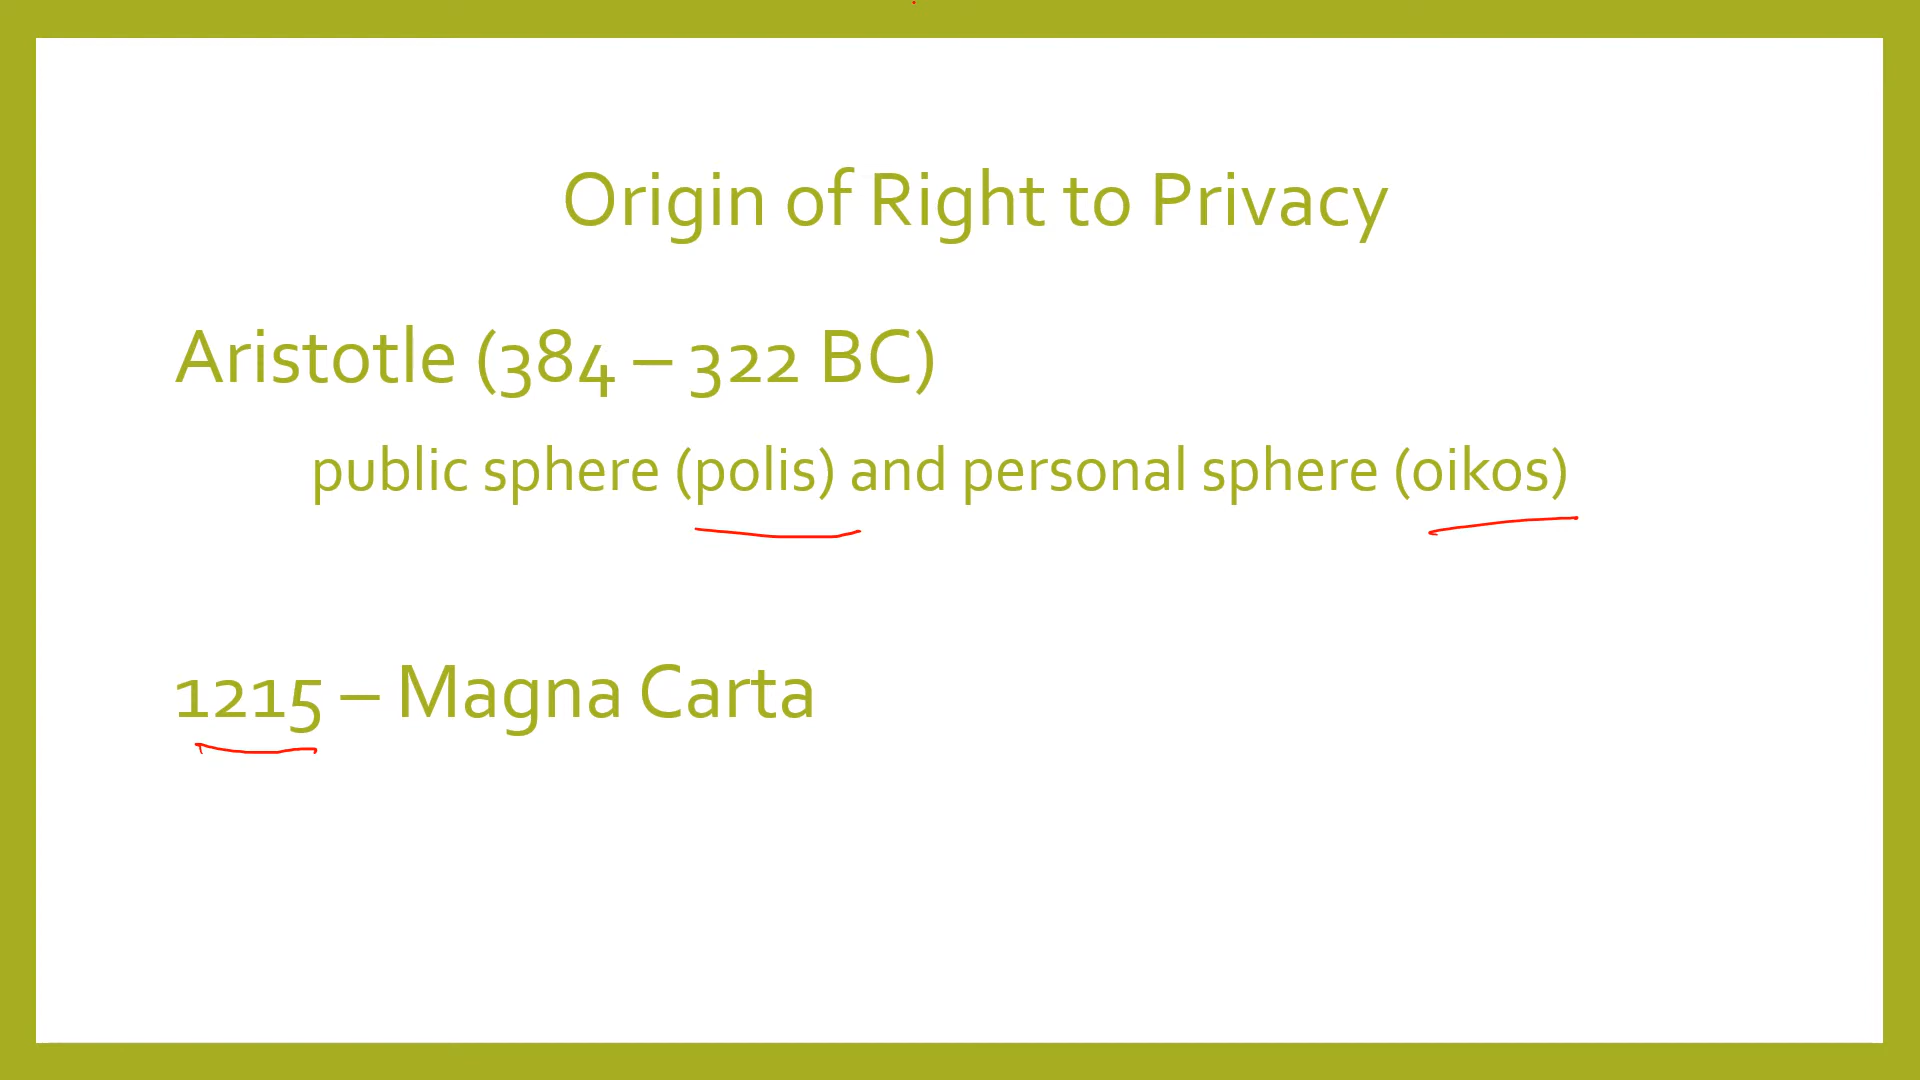 Origin of Right to Privacy
Aristotle (384 – 322 BC)
public sphere (polis) and personal sphere (oikos)
1215 – Magna Carta